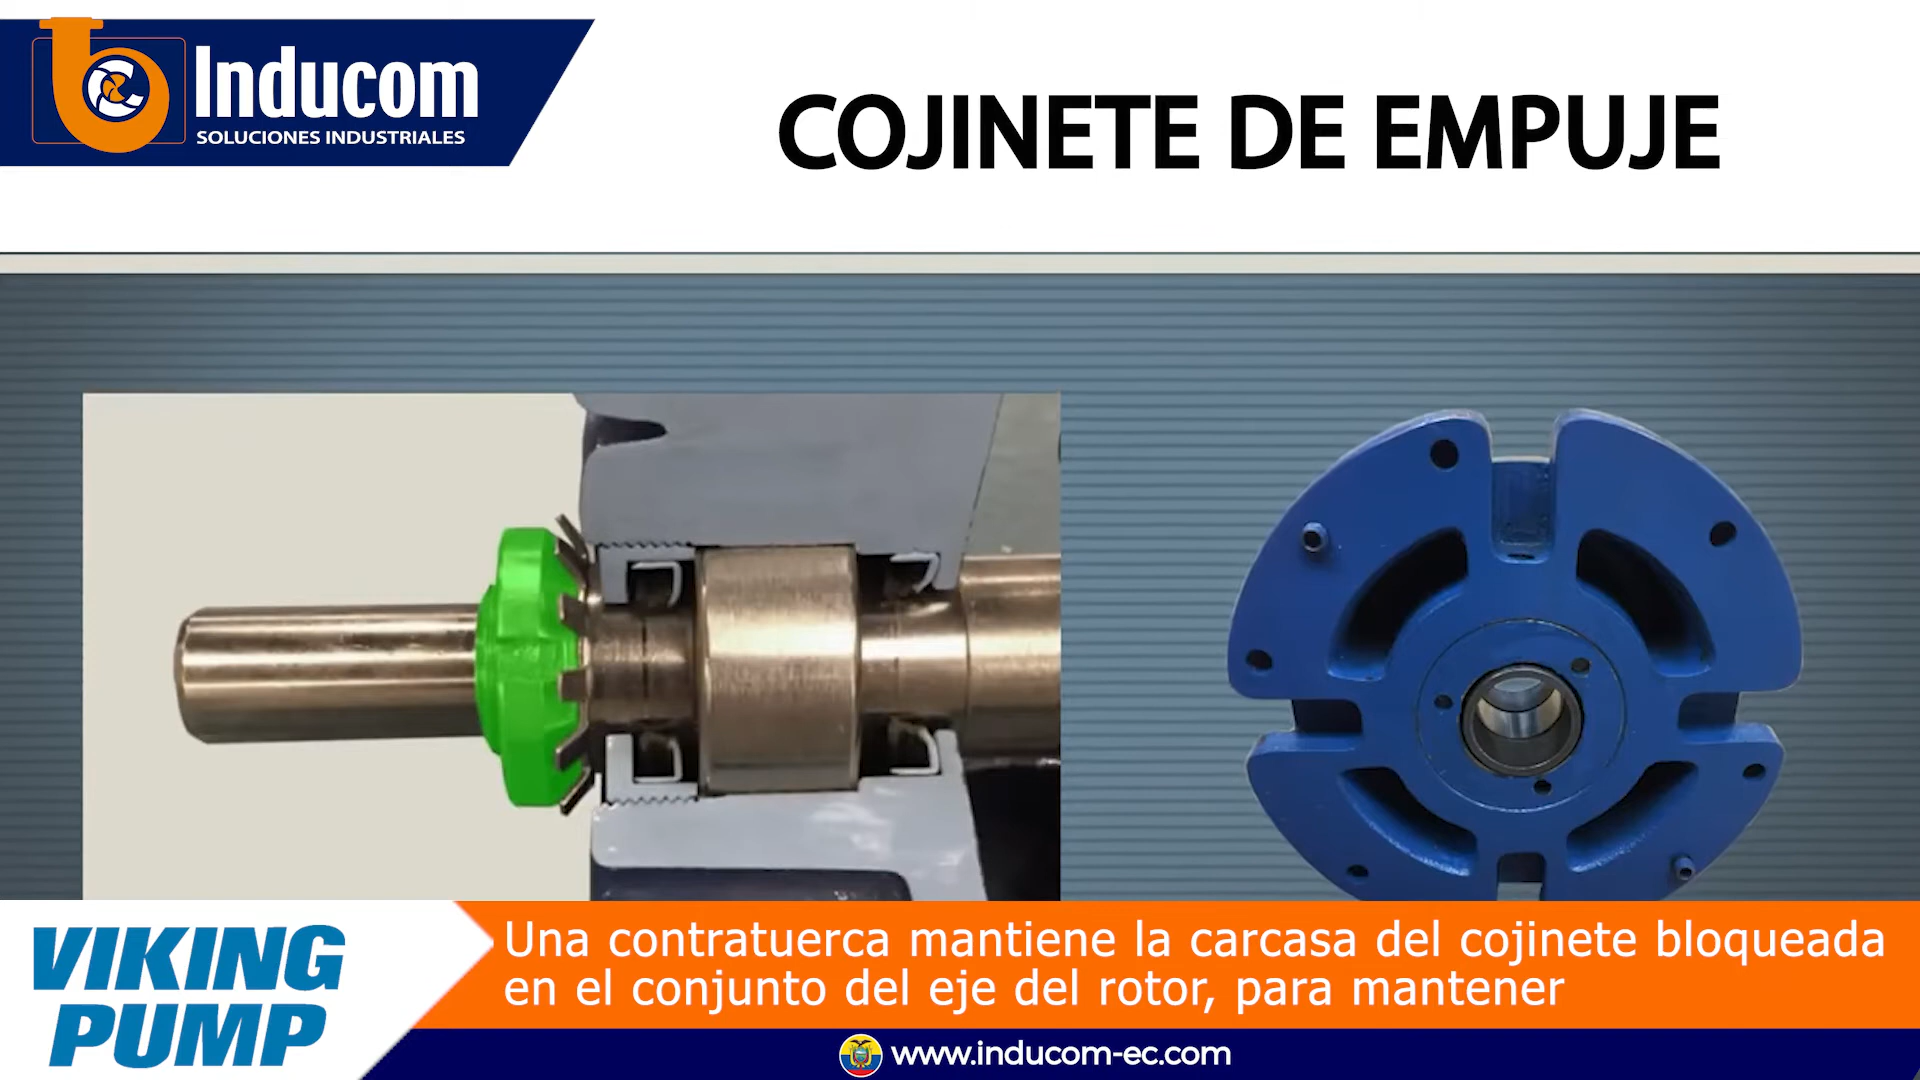 Inducom
SOLUCIONES INDUSTRIALES
COJINETE DE EMPUJE
VIKING
PUMP
Una contratuerca mantiene la carcasa del cojinete bloqueada
en el conjunto del eje del rotor, para mantener
www.inducom-ec.com